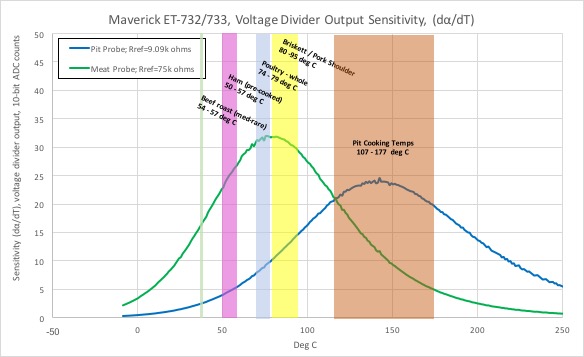 Maverick ET-732/733, Voltage Divider Output Sensitivity, (dα/dT)
Sensitivity (dα/dT), voltage divider output, 10-bit ADC counts
50
45
40
35
30
25
20
15
10
5
0
Pit Probe; Rref=9.09k ohms
Meat Probe; Rref=75k ohms
Briskett / Pork Shoulder
80-95 deg C
Poultry - whole
74 - 79 deg C
Ham (pre-cooked)
50 - 57 deg C
Beef roast (med-rare)
54 - 57 deg C
Pit Cooking Temps
107 - 177 deg C
-50
0
50
100
150
200
250
Deg C